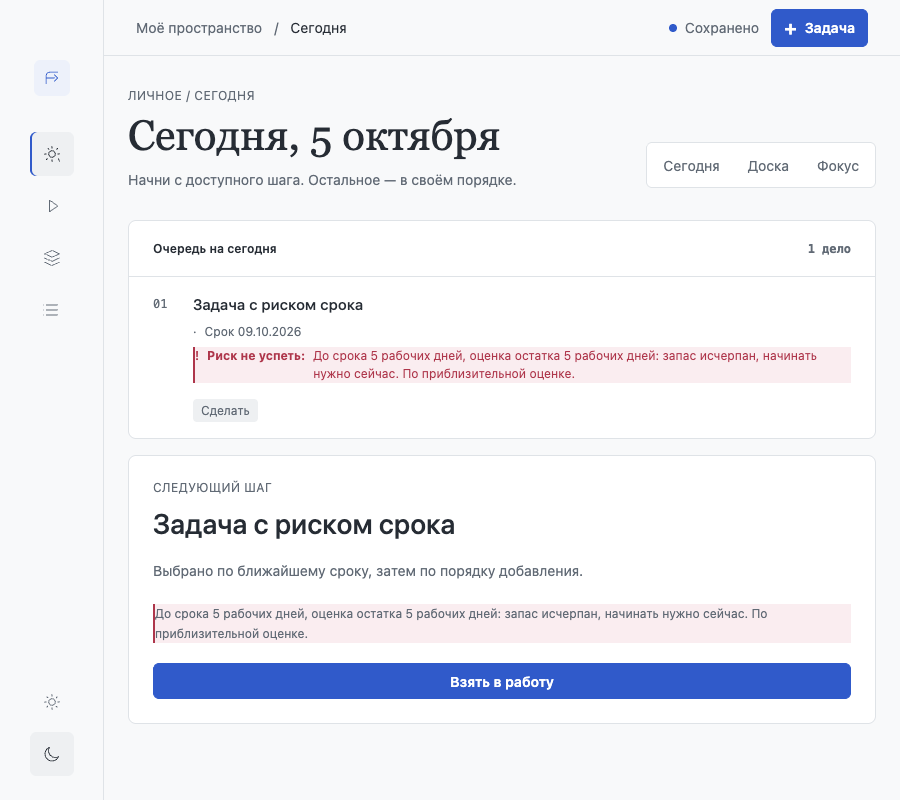 Моё пространство / Сегодня
Сохранено
+ Задача
ЛИЧНОЕ / СЕГОДНЯ
Сегодня, 5 октября
Начни с доступного шага. Остальное — в своём порядке.
Сегодня Доска Фокус
Очередь на сегодня
1 дело
01 Задача с риском срока
· Срок 09.10.2026
! Риск не успеть: До срока 5 рабочих дней, оценка остатка 5 рабочих дней: запас исчерпан, начинать
нужно сейчас. По приблизительной оценке.
Сделать
СЛЕДУЮЩИЙ ШАГ
Задача с риском срока
Выбрано по ближайшему сроку, затем по порядку добавления.
До срока 5 рабочих дней, оценка остатка 5 рабочих дней: запас исчерпан, начинать нужно сейчас. По
приблизительной оценке.
Взять в работу